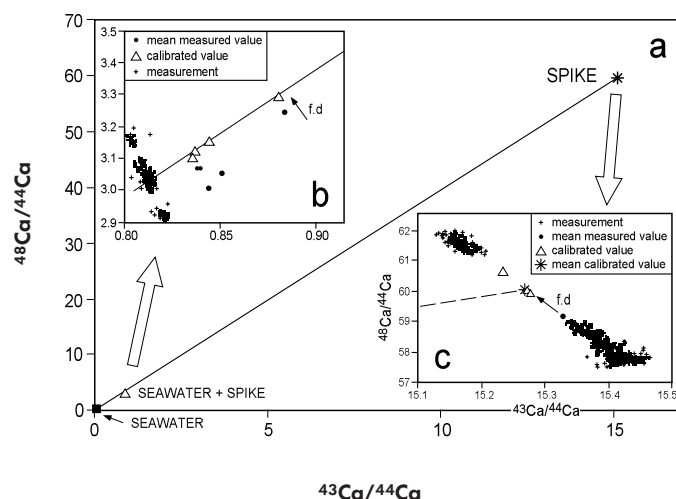 70
60
50
40
30
20
10
0
48Ca/44Ca
0
5
10
15
43Ca/44Ca
a
SPIKE
SEAWATER + SPIKE
SEAWATER
3.5
3.4
3.3
3.2
3.1
3.0
2.9
0.80
0.85
0.90
mean measured value
calibrated value
measurement
f.d
b
measurement
mean measured value
calibrated value
mean calibrated value
62
61
60
59
58
57
48Ca/44Ca
f.d
c
15.1
15.2
15.3
15.4
15.5
43Ca/44Ca